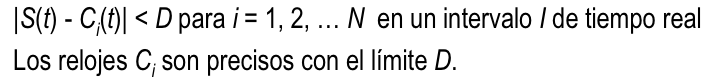 |S(t) - Cᵢ(t)| < D para i = 1, 2, … N en un intervalo I de tiempo real
Los relojes Cᵢ son precisos con el límite D.